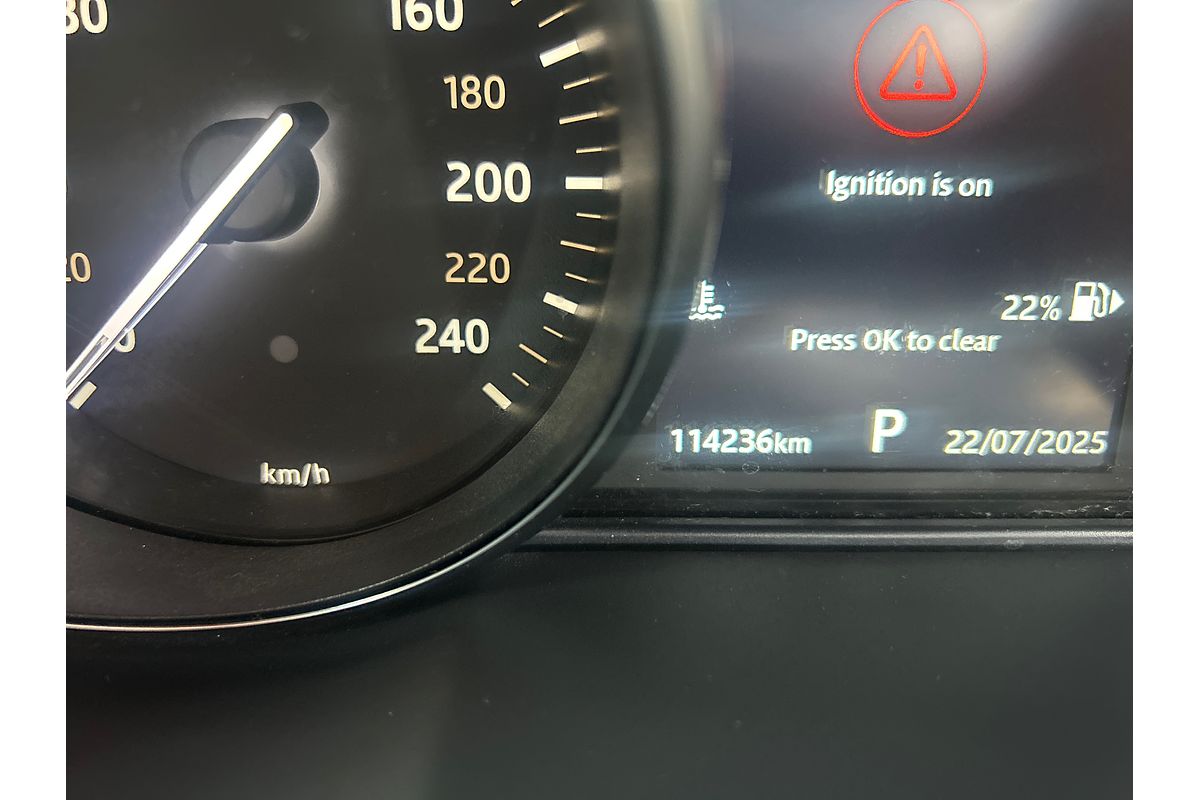 160
180
200
220
240
km/h
Ignition is on
22%
Press OK to clear
114236km
P
22/07/2025